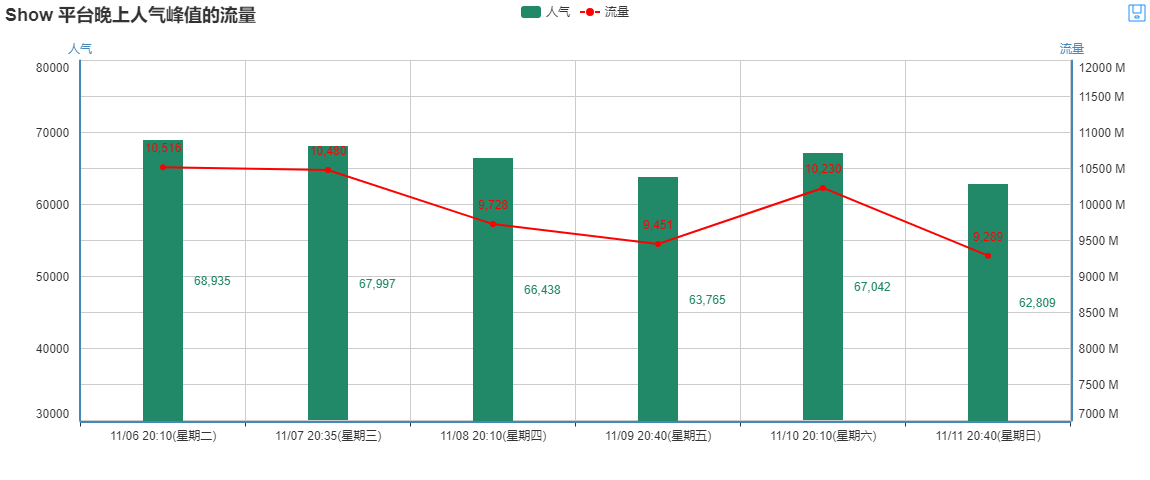 Show 平台晚上人气峰值的流量
人气 流量
人气 流量
80000 12000 M
11500 M
70000 11000 M
10,516 10,480 10,230
10500 M
60000 9,728 10000 M
9,451 9,289
9500 M
50000 68,935 67,997 66,438 63,765 67,042 62,809 9000 M
8500 M
40000 8000 M
7500 M
30000 7000 M
11/06 20:10(星期二) 11/07 20:35(星期三) 11/08 20:10(星期四) 11/09 20:40(星期五) 11/10 20:10(星期六) 11/11 20:40(星期日)